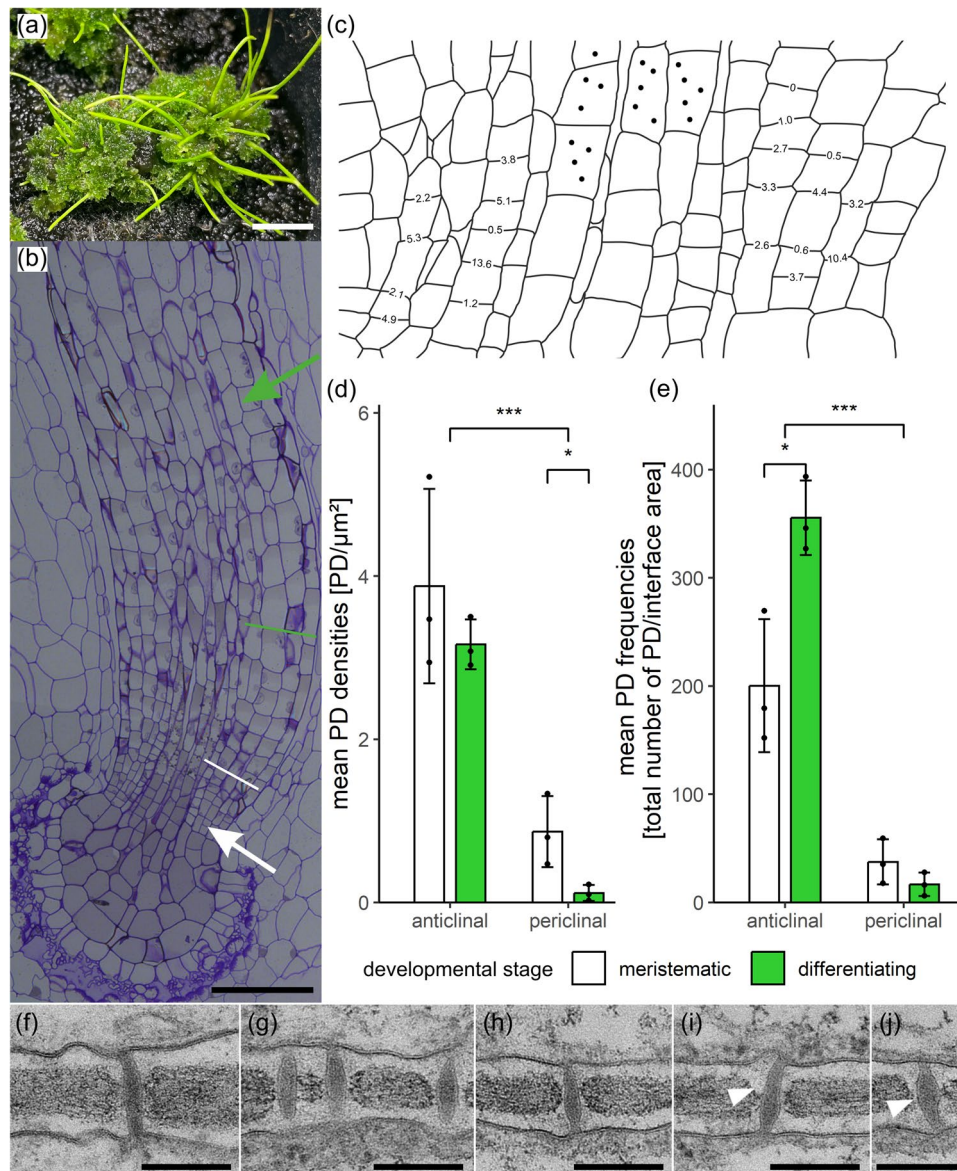 (a)
(b)
(c)
0
1.0
3.8
2.7
0.5
2.2
3.3
4.4
5.1
3.2
0.5
5.3
2.6
0.6
13.6
10.4
3.7
2.1
1.2
4.9
(d)
mean PD densities [PD/µm²]
6
4
2
0
***
*
anticlinal
periclinal
(e)
mean PD frequencies
[total number of PD/interface area]
400
300
200
100
0
***
*
anticlinal
periclinal
developmental stage meristematic differentiating
(f)
(g)
(h)
(i)
(j)